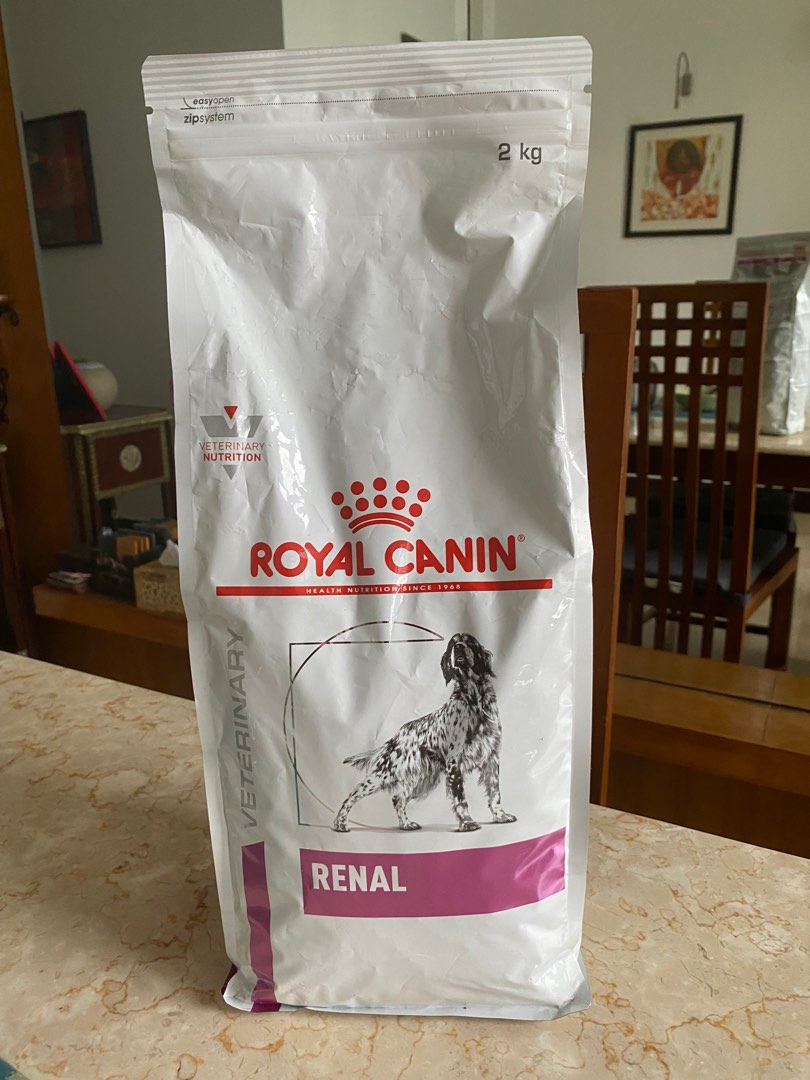 easyopen
zipsystem
2 kg
VETERINARY
NUTRITION
ROYAL CANIN®
HEALTH NUTRITION SINCE 1968
VETERINARY
RENAL